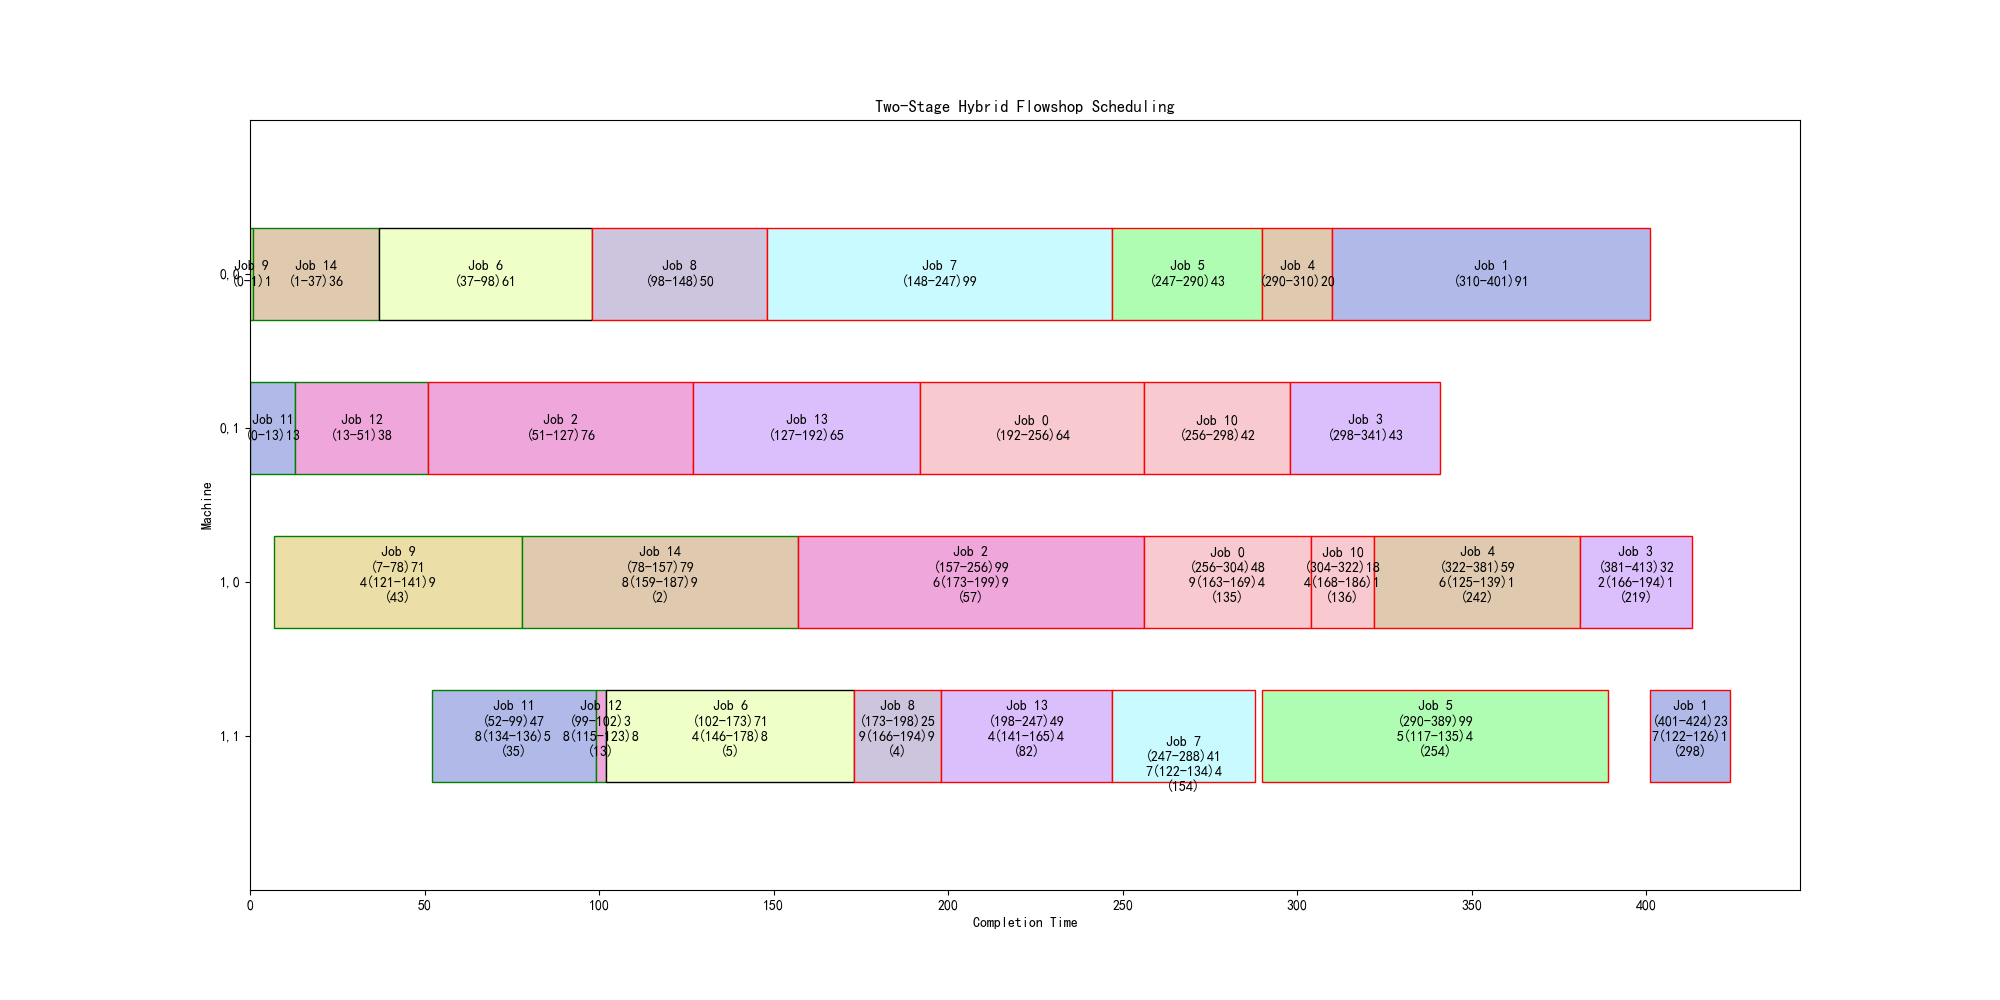 Two-Stage Hybrid Flowshop Scheduling
Machine
0,0
Job 9
(0-1)1
Job 14
(1-37)36
Job 6
(37-98)61
Job 8
(98-148)50
Job 7
(148-247)99
Job 5
(247-290)43
Job 4
(290-310)20
Job 1
(310-401)91
0,1
Job 11
(0-13)13
Job 12
(13-51)38
Job 2
(51-127)76
Job 13
(127-192)65
Job 0
(192-256)64
Job 10
(256-298)42
Job 3
(298-341)43
1,0
Job 9
(7-78)71
4(121-141)9
(43)
Job 14
(78-157)79
8(159-187)9
(2)
Job 2
(157-256)99
6(173-199)9
(57)
Job 0
(256-304)48
9(163-169)4
(135)
Job 10
(304-322)18
4(168-186)1
(136)
Job 4
(322-381)59
6(125-139)1
(242)
Job 3
(381-413)32
2(166-194)1
(219)
1,1
Job 11
(52-99)47
8(134-136)5
(35)
Job 12
(99-102)3
8(115-123)8
(13)
Job 6
(102-173)71
4(146-178)8
(5)
Job 8
(173-198)25
9(166-194)9
(4)
Job 13
(198-247)49
4(141-165)4
(82)
Job 7
(247-288)41
7(122-134)4
(154)
Job 5
(290-389)99
5(117-135)4
(254)
Job 1
(401-424)23
7(122-126)1
(298)
0
50
100
150
200
250
300
350
400
Completion Time